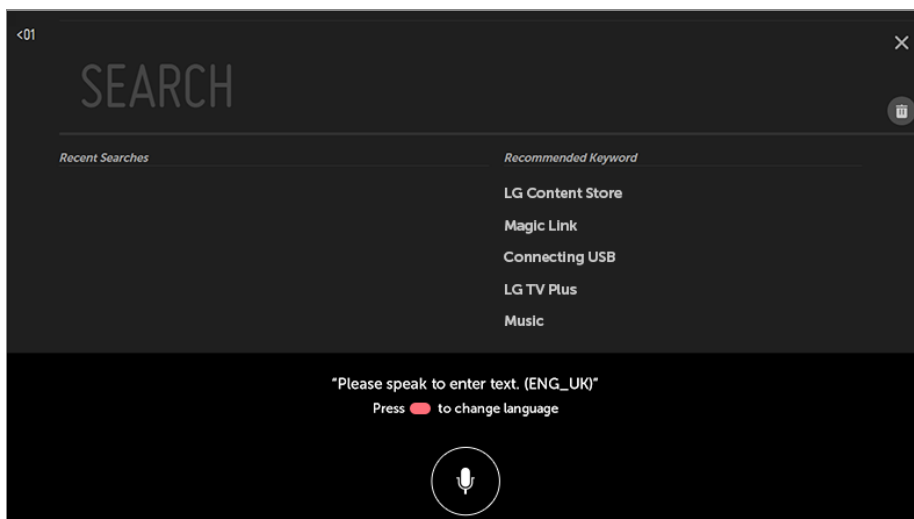 <01
SEARCH
Recent Searches
Recommended Keyword
LG Content Store
Magic Link
Connecting USB
LG TV Plus
Music
“Please speak to enter text. (ENG_UK)”
Press to change language